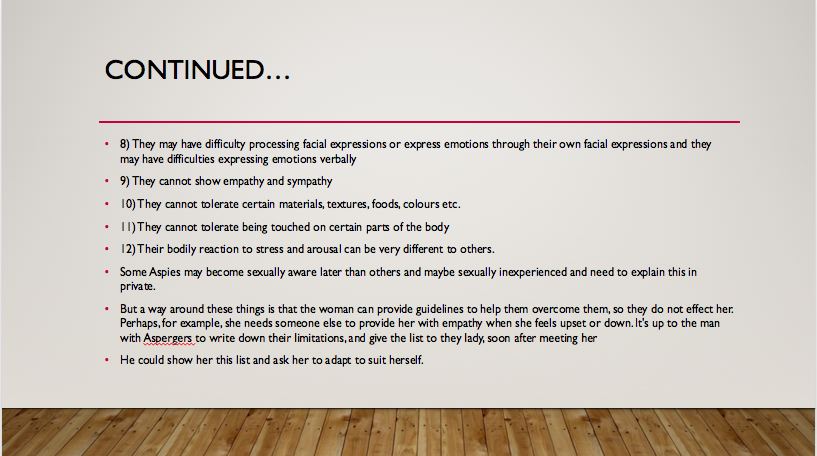 CONTINUED...
• 8) They may have difficulty processing facial expressions or express emotions through their own facial expressions and they
may have difficulties expressing emotions verbally
• 9) They cannot show empathy and sympathy
• 10) They cannot tolerate certain materials, textures, foods, colours etc.
• 11) They cannot tolerate being touched on certain parts of the body
• 12) Their bodily reaction to stress and arousal can be very different to others.
• Some Aspies may become sexually aware later than others and maybe sexually inexperienced and need to explain this in
private.
• But a way around these things is that the woman can provide guidelines to help them overcome them, so they do not effect her.
Perhaps, for example, she needs someone else to provide her with empathy when she feels upset or down. It's up to the man
with Aspergers to write down their limitations, and give the list to they lady, soon after meeting her
• He could show her this list and ask her to adapt to suit herself.